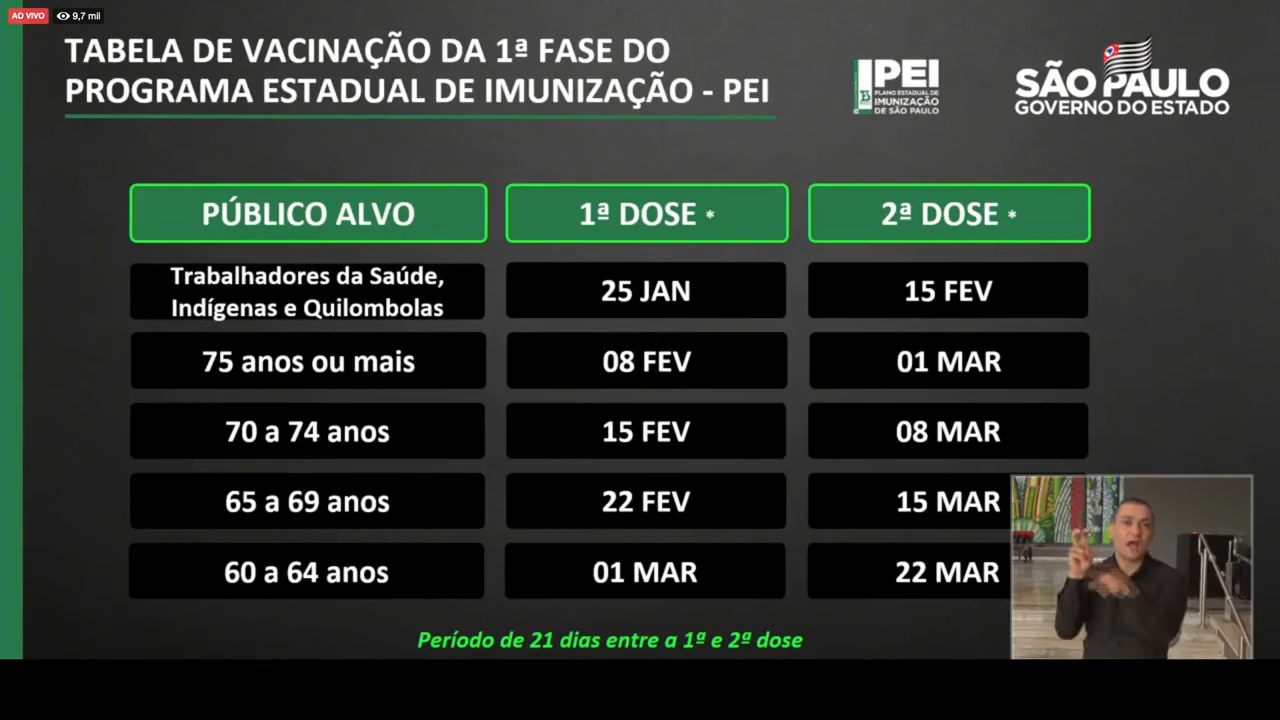 AO VIVO
9,7 mil
TABELA DE VACINAÇÃO DA 1ª FASE DO
PROGRAMA ESTADUAL DE IMUNIZAÇÃO - PEI
PEI
PLANO ESTADUAL DE
IMUNIZAÇÃO
DE SÃO PAULO
SÃO PAULO
GOVERNO DO ESTADO
PÚBLICO ALVO
1ª DOSE *
2ª DOSE *
Trabalhadores da Saúde,
Indígenas e Quilombolas
25 JAN
15 FEV
75 anos ou mais
08 FEV
01 MAR
70 a 74 anos
15 FEV
08 MAR
65 a 69 anos
22 FEV
15 MAR
60 a 64 anos
01 MAR
22 MAR
Período de 21 dias entre a 1ª e 2ª dose